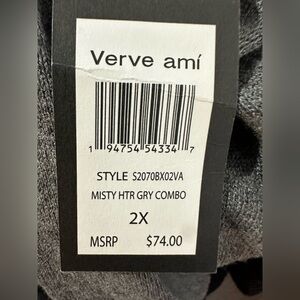 Verve amí
1 94754 54334 7
STYLE S2070BX02VA
MISTY HTR GRY COMBO
2X
MSRP $74.00